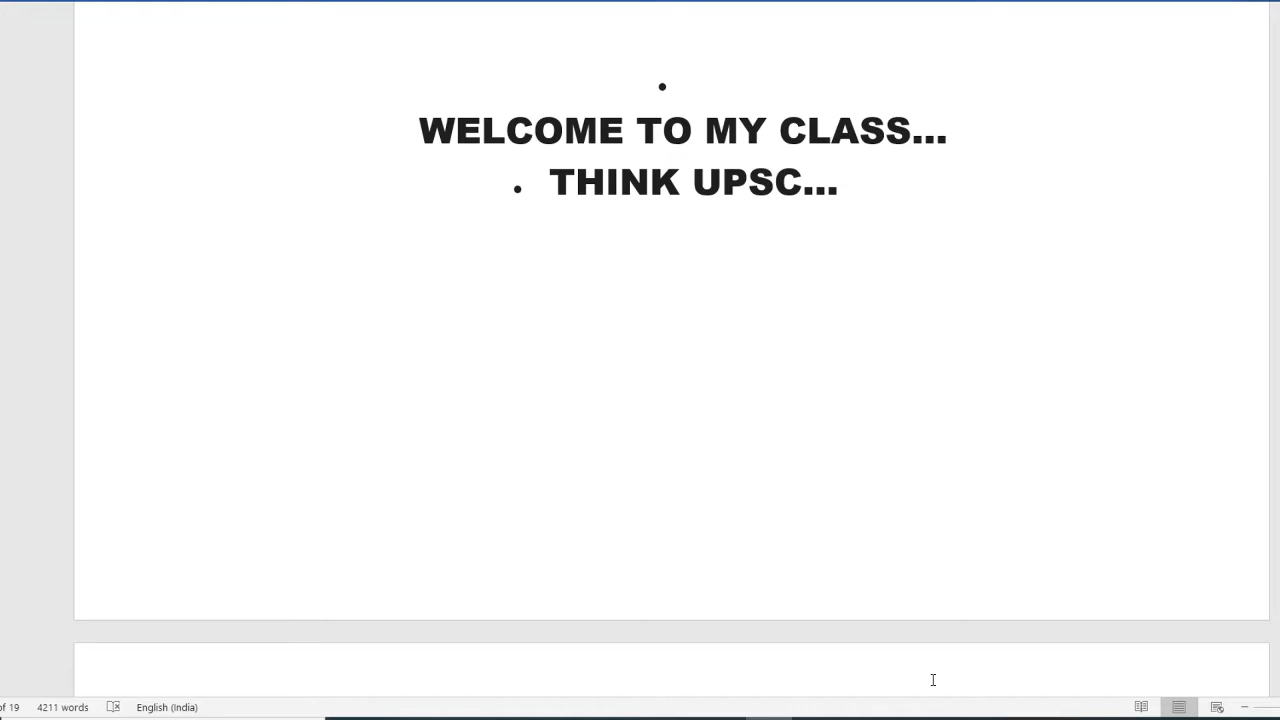 •
WELCOME TO MY CLASS...
• THINK UPSC...
of 19 4211 words English (India)